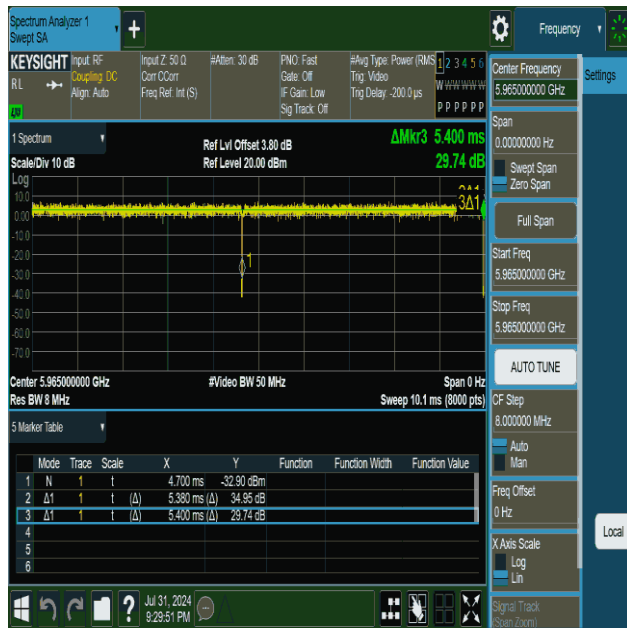 Spectrum Analyzer 1
Swept SA
+
Frequency
KEYSIGHT
RL
Input: RF
Coupling: DC
Align: Auto
Input Z: 50 Ω
Corr CCorr
Freq Ref: Int (S)
#Atten: 30 dB
PNO: Fast
Gate: Off
IF Gain: Low
Sig Track: Off
#Avg Type: Power (RMS
Trig: Video
Trig Delay: -200.0 µs
1 2 3 4 5 6
W W W W W W
P P P P P P
Center Frequency
5.965000000 GHz
Settings
Span
0.00000000 Hz
Swept Span
Zero Span
Full Span
Start Freq
5.965000000 GHz
Stop Freq
5.965000000 GHz
AUTO TUNE
CF Step
8.000000 MHz
Auto
Man
Freq Offset
0 Hz
X Axis Scale
Log
Lin
Signal Track
(Span Zoom)
Local
1 Spectrum
Scale/Div 10 dB
Ref Lvl Offset 3.80 dB
Ref Level 20.00 dBm
ΔMkr3 5.400 ms
29.74 dB
Log
10.0
0.00
-10.0
-20.0
-30.0
-40.0
-50.0
-60.0
-70.0
3Δ1
1
Center 5.965000000 GHz
Res BW 8 MHz
#Video BW 50 MHz
Span 0 Hz
Sweep 10.1 ms (8000 pts)
5 Marker Table
Mode Trace Scale X Y Function Function Width Function Value
1 N 1 t 4.700 ms -32.90 dBm
2 Δ1 1 t (Δ) 5.380 ms (Δ) 34.95 dB
3 Δ1 1 t (Δ) 5.400 ms (Δ) 29.74 dB
4
5
6
?
Jul 31, 2024
9:29:51 PM